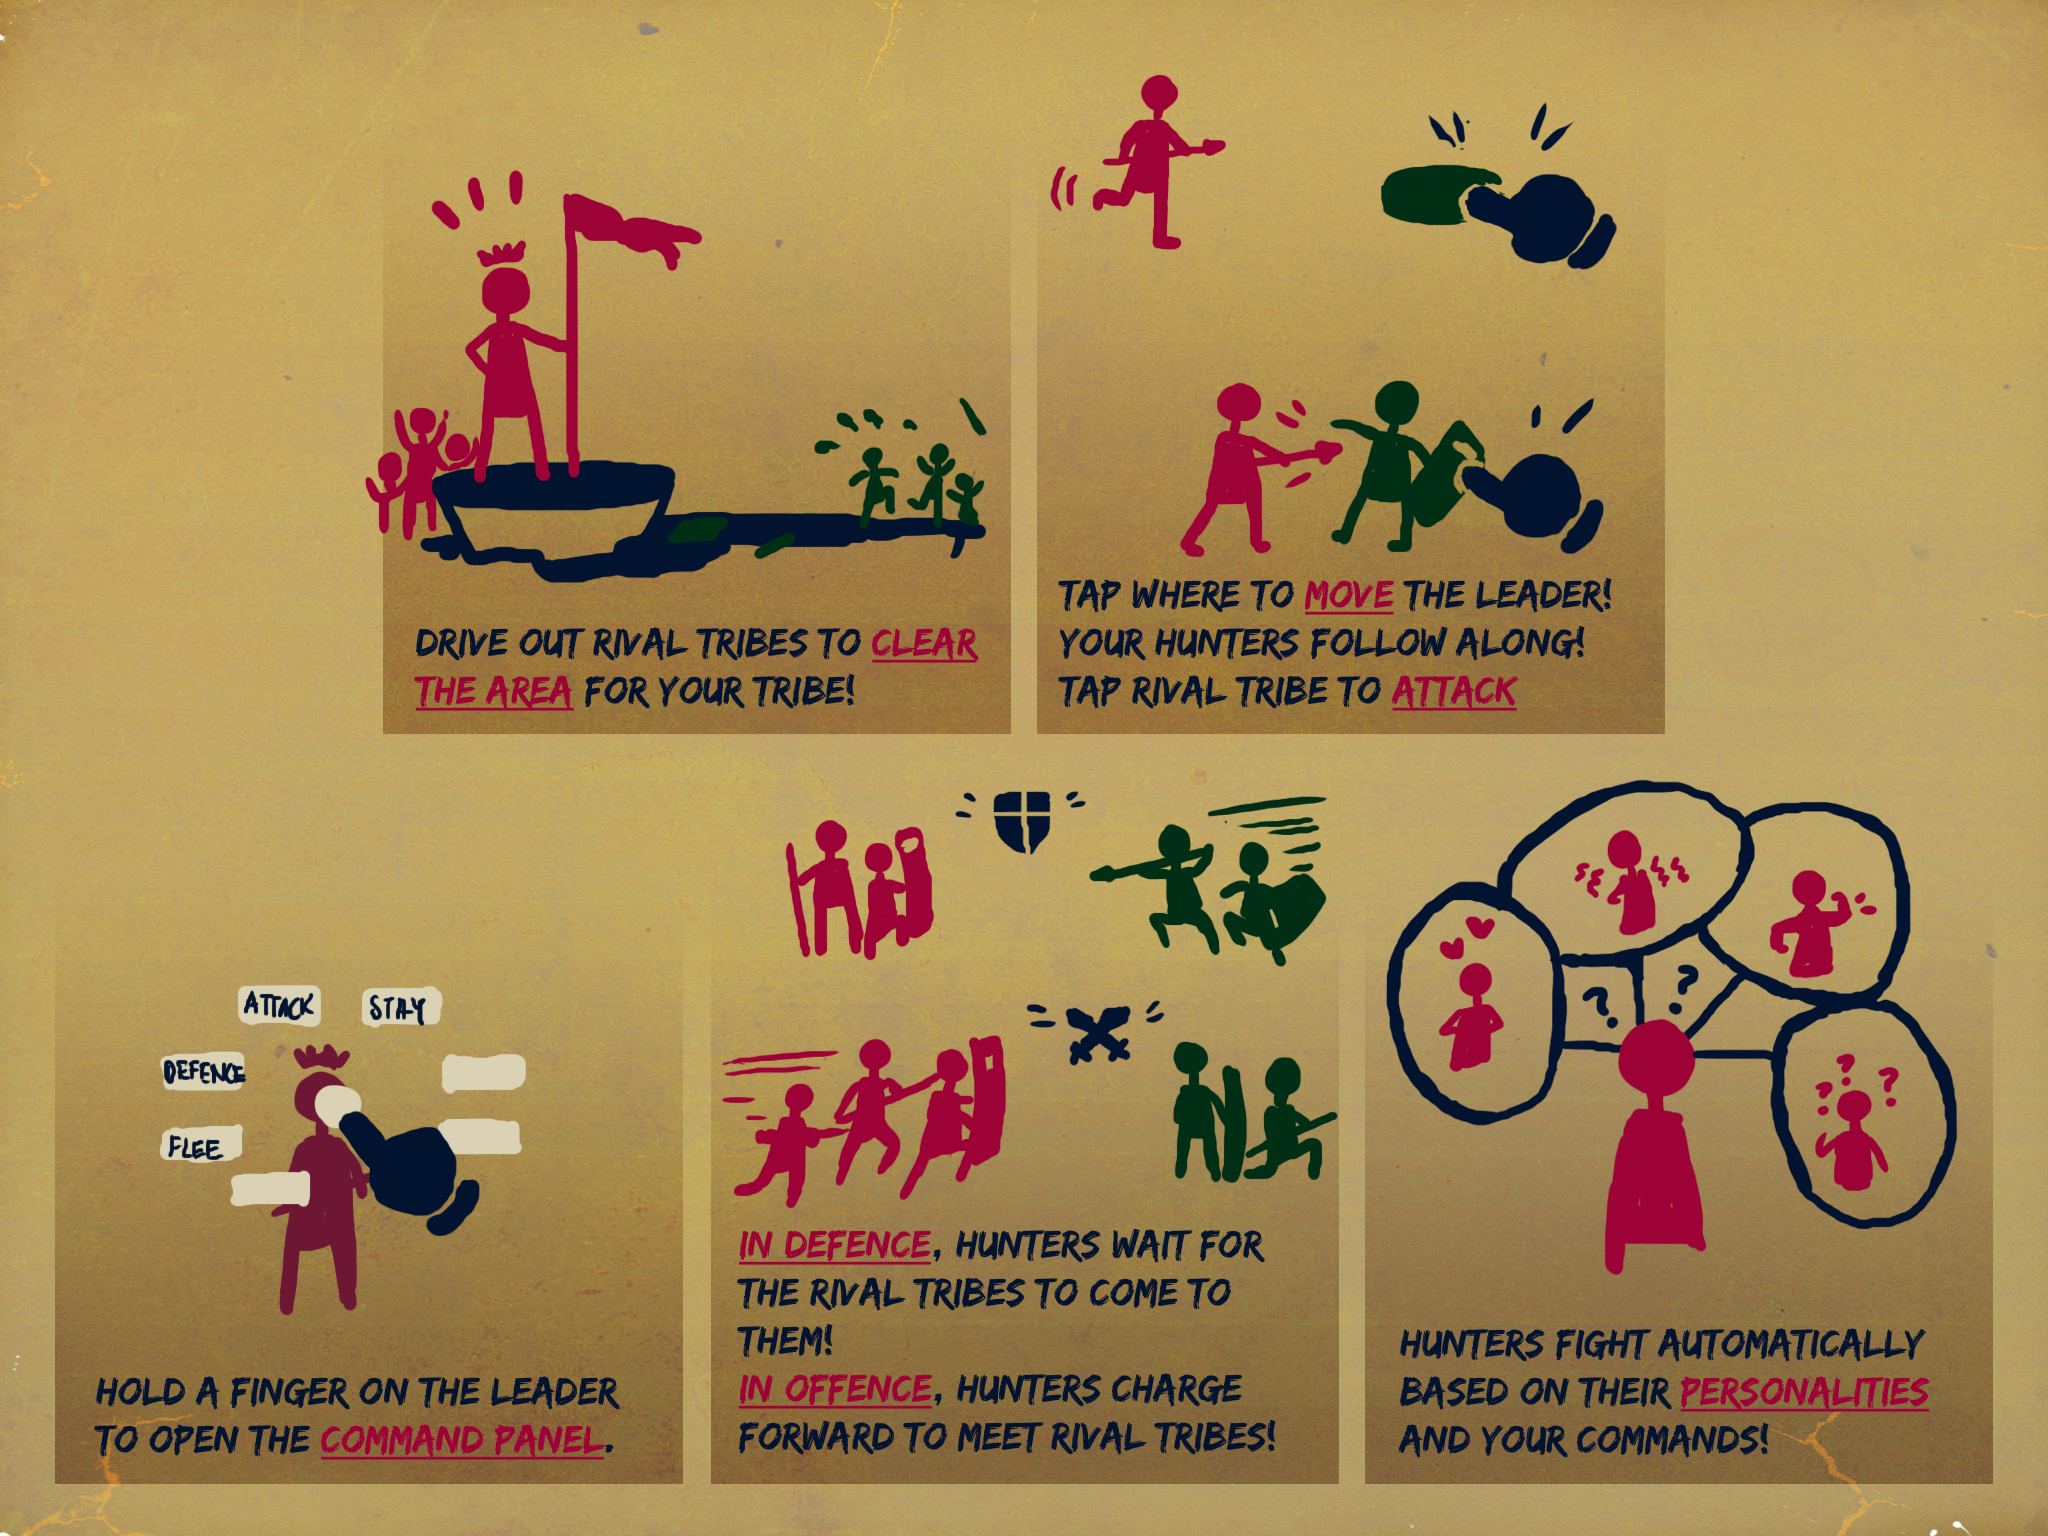 DRIVE OUT RIVAL TRIBES TO CLEAR
THE AREA FOR YOUR TRIBE!
TAP WHERE TO MOVE THE LEADER!
YOUR HUNTERS FOLLOW ALONG!
TAP RIVAL TRIBE TO ATTACK
ATTACK
STAY
DEFENCE
FLEE
HOLD A FINGER ON THE LEADER
TO OPEN THE COMMAND PANEL.
IN DEFENCE, HUNTERS WAIT FOR
THE RIVAL TRIBES TO COME TO
THEM!
IN OFFENCE, HUNTERS CHARGE
FORWARD TO MEET RIVAL TRIBES!
? ?
? ?
HUNTERS FIGHT AUTOMATICALLY
BASED ON THEIR PERSONALITIES
AND YOUR COMMANDS!